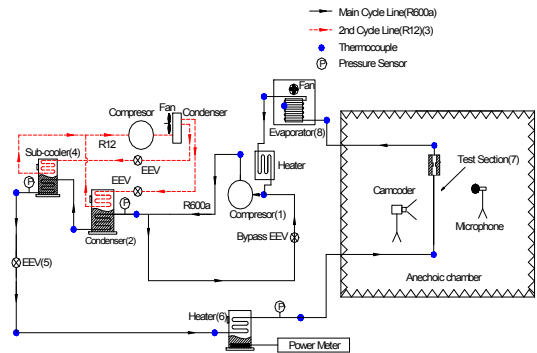 Main Cycle Line(R600a)
2nd Cycle Line(R12)(3)
Thermocouple
P Pressure Sensor
Fan
Compresor
Fan
Condenser
Evaporator(8)
R12
Sub-cooler(4)
EEV
Heater
Test Section(7)
P
EEV
P
R600a
Camcoder
Compresor(1)
Microphone
Condenser(2)
Bypass EEV
EEV(5)
Anechoic chamber
P
Heater(6)
Power Meter